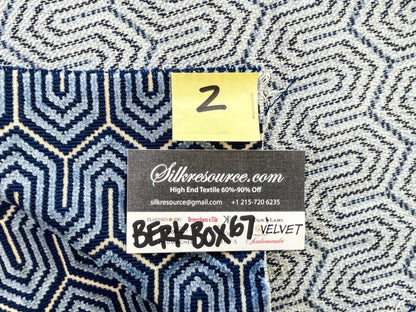 2
Silkresource.com
High End Textile 60%-90% Off
silkresource@gmail.com +1 215-720 6235
BERKBOX67 VELVET